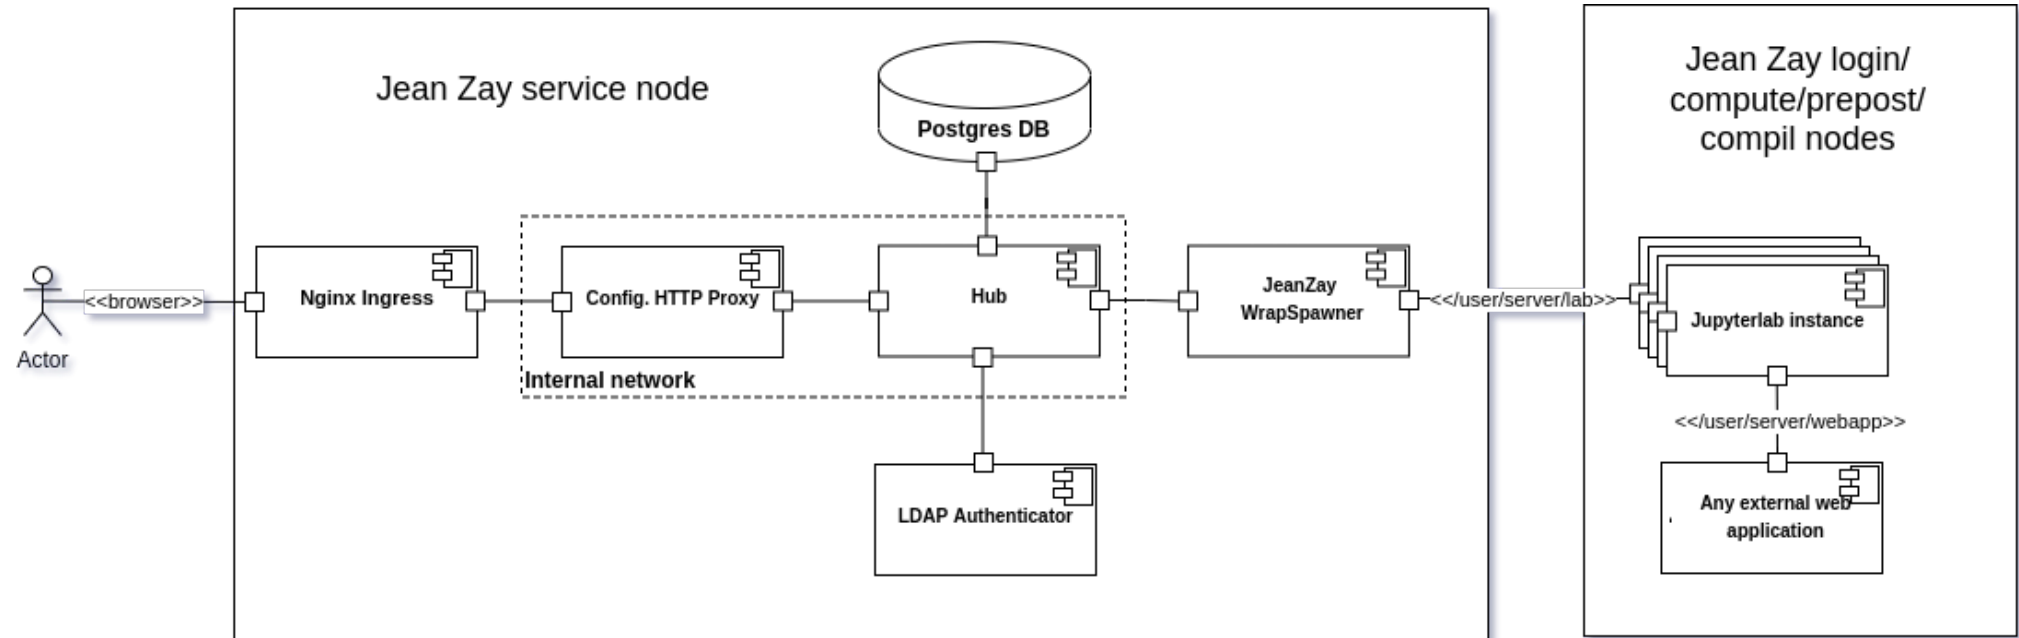 Jean Zay service node
Postgres DB
Jean Zay login/
compute/prepost/
compil nodes
Actor
<<browser>>
Nginx Ingress
Config. HTTP Proxy
Hub
JeanZay
WrapSpawner
<</user/server/lab>>
Jupyterlab instance
Internal network
<</user/server/webapp>>
LDAP Authenticator
Any external web
application